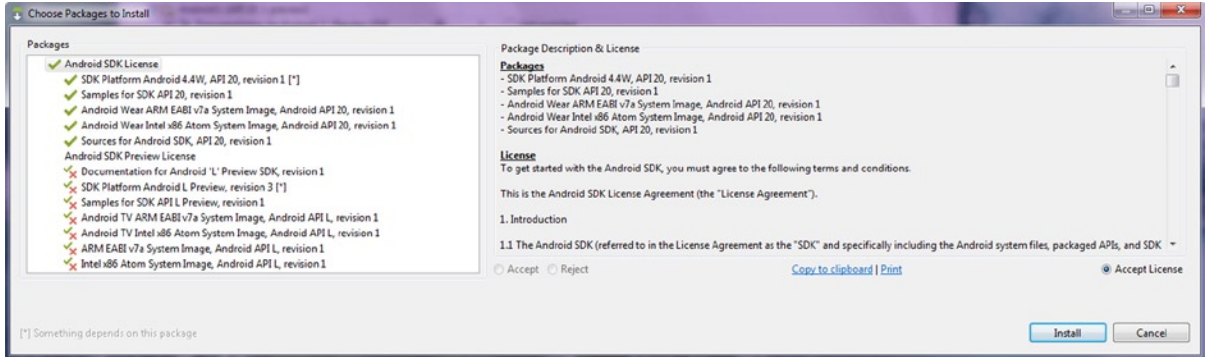 Choose Packages to Install
Packages
Android SDK License
SDK Platform Android 4.4W, API 20, revision 1 [*]
Samples for SDK API 20, revision 1
Android Wear ARM EABI v7a System Image, Android API 20, revision 1
Android Wear Intel x86 Atom System Image, Android API 20, revision 1
Sources for Android SDK, API 20, revision 1
Android SDK Preview License
Documentation for Android 'L' Preview SDK, revision 1
SDK Platform Android L Preview, revision 3 [*]
Samples for SDK API L Preview, revision 1
Android TV ARM EABI v7a System Image, Android API L, revision 1
Android TV Intel x86 Atom System Image, Android API L, revision 1
ARM EABI v7a System Image, Android API L, revision 1
Intel x86 Atom System Image, Android API L, revision 1
Package Description & License
Packages
- SDK Platform Android 4.4W, API 20, revision 1
- Samples for SDK API 20, revision 1
- Android Wear ARM EABI v7a System Image, Android API 20, revision 1
- Android Wear Intel x86 Atom System Image, Android API 20, revision 1
- Sources for Android SDK, API 20, revision 1
License
To get started with the Android SDK, you must agree to the following terms and conditions.
This is the Android SDK License Agreement (the "License Agreement").
1. Introduction
1.1 The Android SDK (referred to in the License Agreement as the "SDK" and specifically including the Android system files, packaged APIs, and SDK
Accept Reject Copy to clipboard | Print Accept License
[*] Something depends on this package
Install Cancel